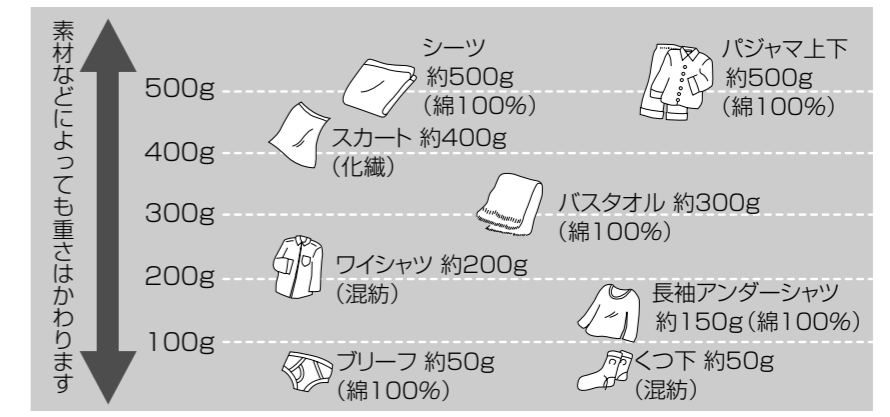 素材などによっても重さはかわります
500g
400g
300g
200g
100g
シーツ
約500g
（綿100%）
パジャマ上下
約500g
（綿100%）
スカート 約400g
（化繊）
バスタオル 約300g
（綿100%）
ワイシャツ 約200g
（混紡）
長袖アンダーシャツ
約150g（綿100%）
ブリーフ 約50g
（綿100%）
くつ下 約50g
（混紡）